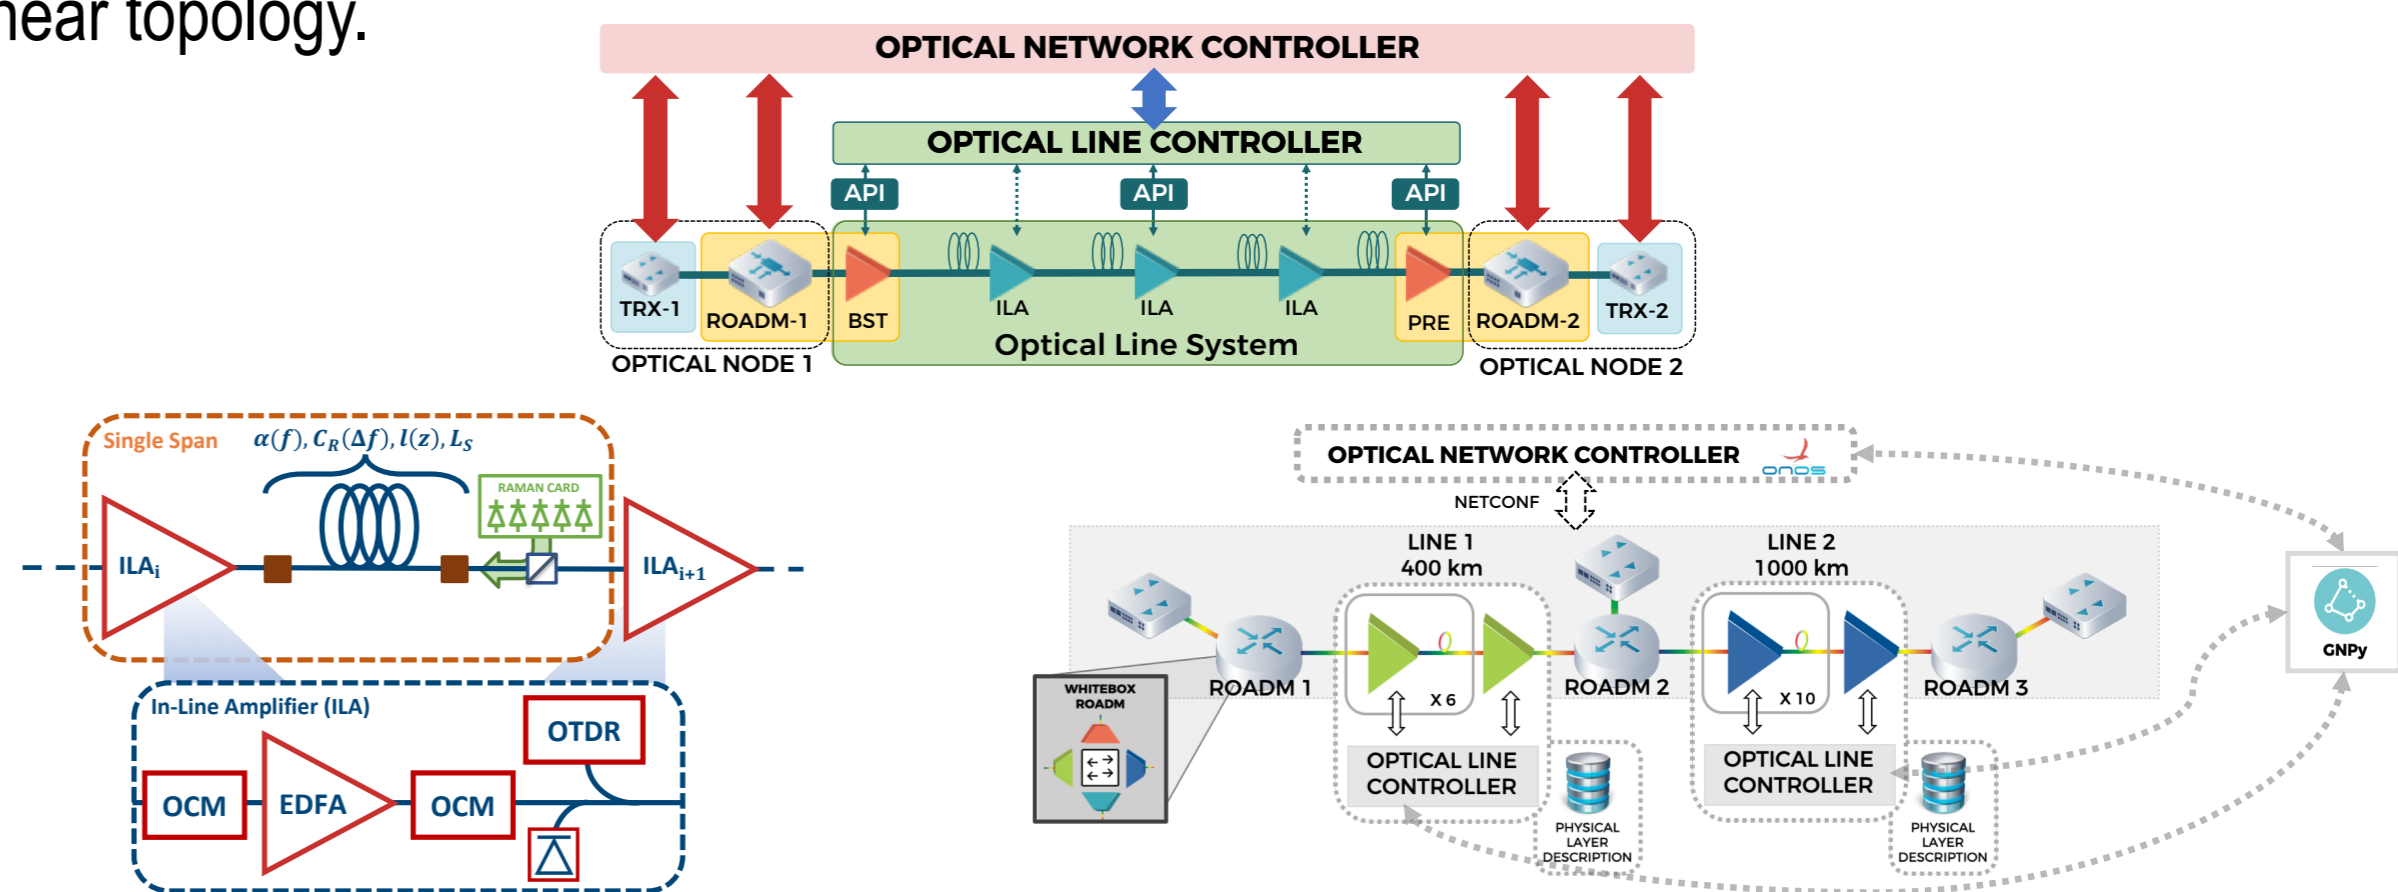 near topology.
OPTICAL NETWORK CONTROLLER
OPTICAL LINE CONTROLLER
API
API
API
TRX-1
ROADM-1
BST
ILA
ILA
ILA
PRE
ROADM-2
TRX-2
Optical Line System
OPTICAL NODE 1
OPTICAL NODE 2
Single Span
α(f), C_R(Δf), l(z), L_S
RAMAN CARD
ILA_i
ILA_{i+1}
In-Line Amplifier (ILA)
OTDR
OCM
EDFA
OCM
OPTICAL NETWORK CONTROLLER
onos
NETCONF
LINE 1
400 km
LINE 2
1000 km
ROADM 1
X 6
ROADM 2
X 10
ROADM 3
GNPy
WHITEBOX
ROADM
OPTICAL LINE
CONTROLLER
PHYSICAL
LAYER
DESCRIPTION
OPTICAL LINE
CONTROLLER
PHYSICAL
LAYER
DESCRIPTION